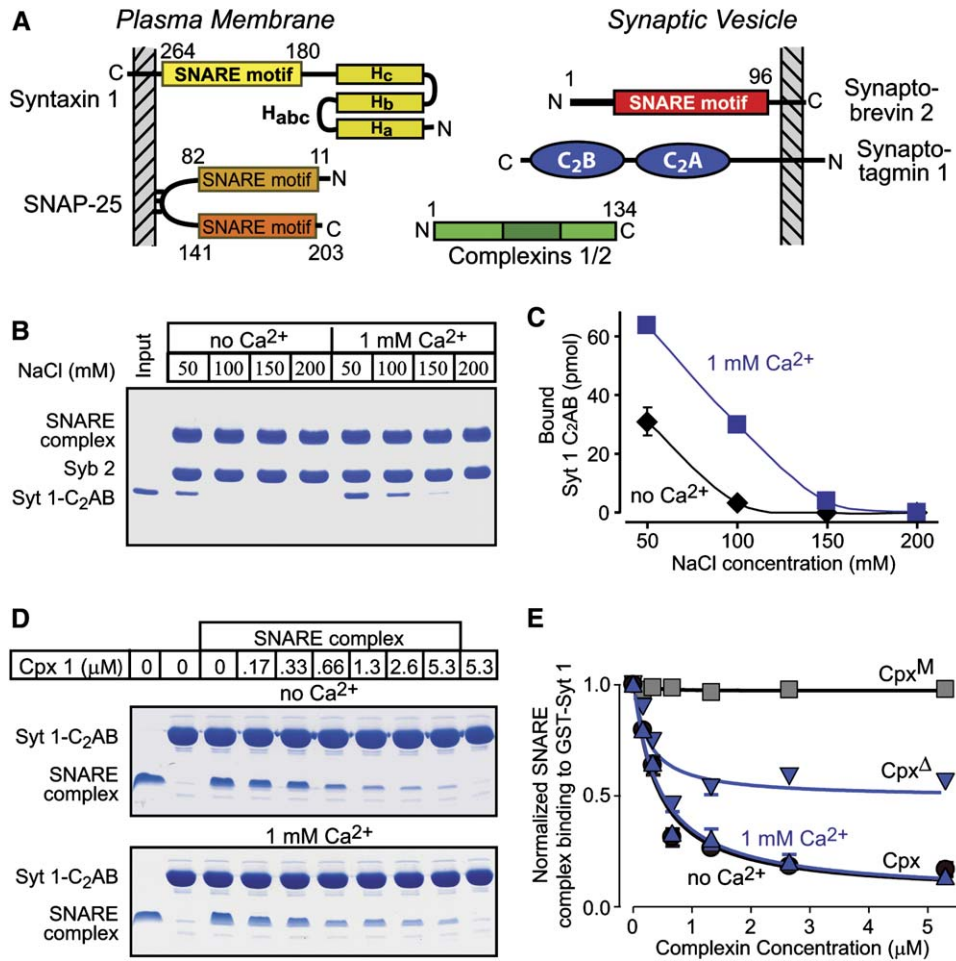 A
Plasma Membrane
Synaptic Vesicle
264 180
C SNARE motif Hc
Syntaxin 1
Hb
Habc
Ha N
82 11
SNARE motif N
SNAP-25
SNARE motif C
141 203
1 96
N SNARE motif C
Synapto-
brevin 2
C C2B C2A N
Synapto-
tagmin 1
1 134
N C
Complexins 1/2
B
Input
no Ca2+ 1 mM Ca2+
NaCl (mM) 50 100 150 200 50 100 150 200
SNARE
complex
Syb 2
Syt 1-C2AB
C
Bound
Syt 1 C2AB (pmol)
60
40
20
0
1 mM Ca2+
no Ca2+
50 100 150 200
NaCl concentration (mM)
D
SNARE complex
Cpx 1 (μM) 0 0 0 .17 .33 .66 1.3 2.6 5.3 5.3
no Ca2+
Syt 1-C2AB
SNARE
complex
1 mM Ca2+
Syt 1-C2AB
SNARE
complex
E
Normalized SNARE
complex binding to GST-Syt 1
1.0
0.5
0.0
CpxM
CpxΔ
1 mM Ca2+
no Ca2+
Cpx
0 1 2 3 4 5
Complexin Concentration (μM)